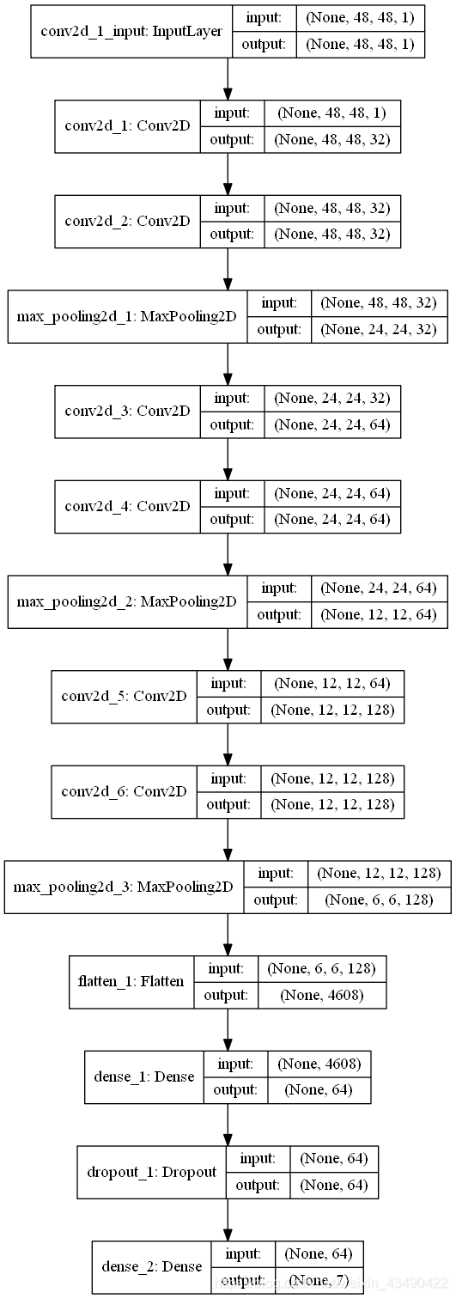 conv2d_1_input: InputLayer input: (None, 48, 48, 1)
output: (None, 48, 48, 1)
conv2d_1: Conv2D input: (None, 48, 48, 1)
output: (None, 48, 48, 32)
conv2d_2: Conv2D input: (None, 48, 48, 32)
output: (None, 48, 48, 32)
max_pooling2d_1: MaxPooling2D input: (None, 48, 48, 32)
output: (None, 24, 24, 32)
conv2d_3: Conv2D input: (None, 24, 24, 32)
output: (None, 24, 24, 64)
conv2d_4: Conv2D input: (None, 24, 24, 64)
output: (None, 24, 24, 64)
max_pooling2d_2: MaxPooling2D input: (None, 24, 24, 64)
output: (None, 12, 12, 64)
conv2d_5: Conv2D input: (None, 12, 12, 64)
output: (None, 12, 12, 128)
conv2d_6: Conv2D input: (None, 12, 12, 128)
output: (None, 12, 12, 128)
max_pooling2d_3: MaxPooling2D input: (None, 12, 12, 128)
output: (None, 6, 6, 128)
flatten_1: Flatten input: (None, 6, 6, 128)
output: (None, 4608)
dense_1: Dense input: (None, 4608)
output: (None, 64)
dropout_1: Dropout input: (None, 64)
output: (None, 64)
dense_2: Dense input: (None, 64)
output: (None, 7)